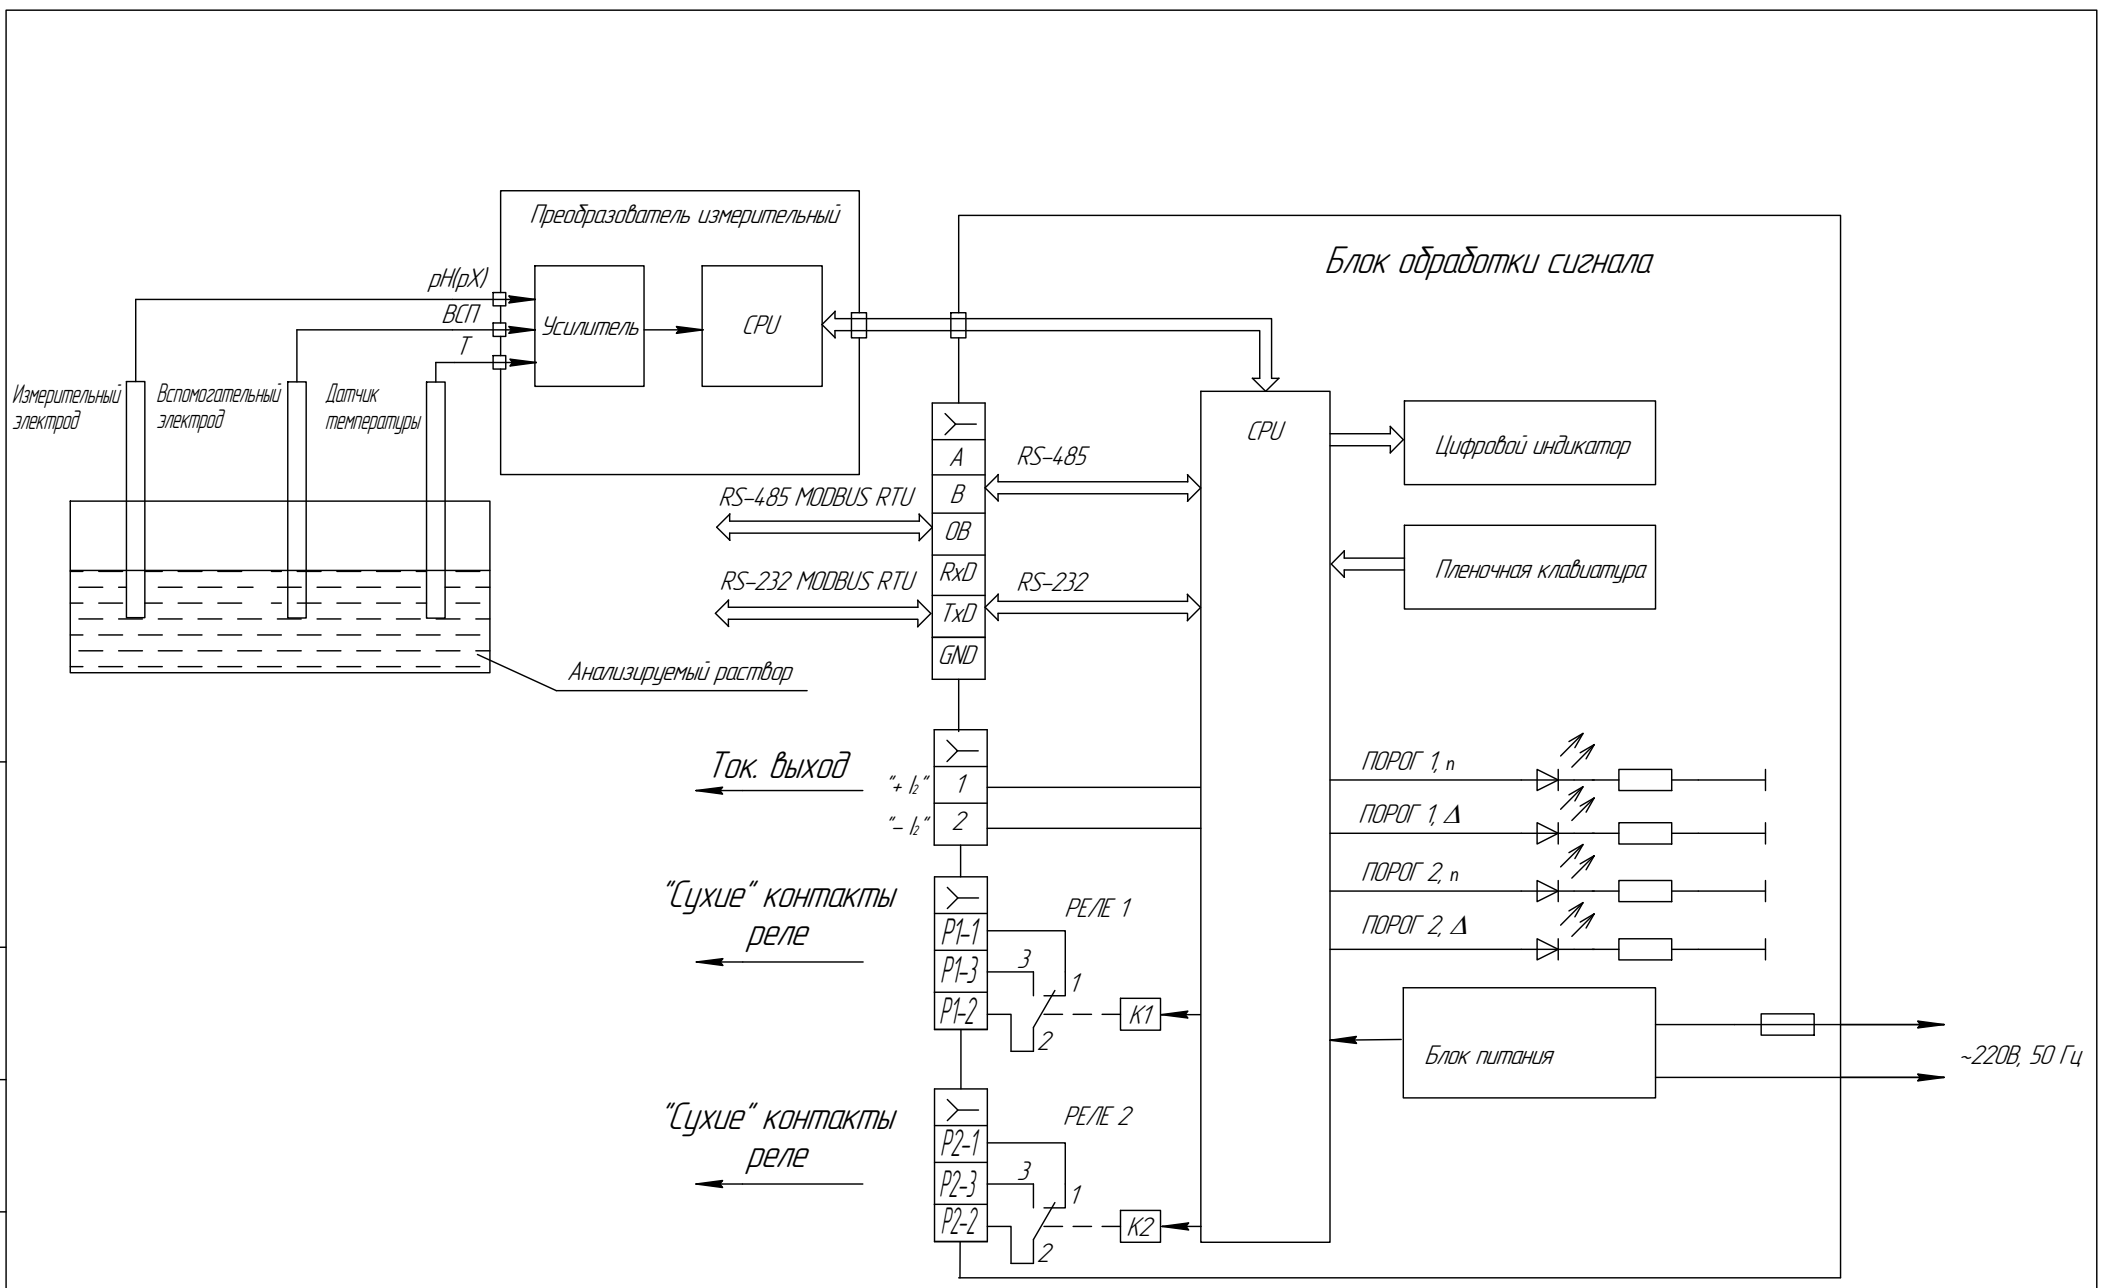 Преобразователь измерительный
Блок обработки сигнала
рН(рХ)
ВСП
Т
Усилитель
CPU
Измерительный
электрод
Вспомогательный
электрод
Датчик
температуры
CPU
Цифровой индикатор
A
B
OB
RxD
TxD
GND
RS-485
RS-485 MODBUS RTU
RS-232
RS-232 MODBUS RTU
Пленочная клавиатура
Анализируемый раствор
Ток. выход
"+ I₂"
1
"- I₂"
2
ПОРОГ 1, n
ПОРОГ 1, Δ
ПОРОГ 2, n
ПОРОГ 2, Δ
"Сухие" контакты
реле
РЕЛЕ 1
P1-1
P1-3
P1-2
3
1
2
K1
Блок питания
~220В, 50 Гц
"Сухие" контакты
реле
РЕЛЕ 2
P2-1
P2-3
P2-2
3
1
2
K2